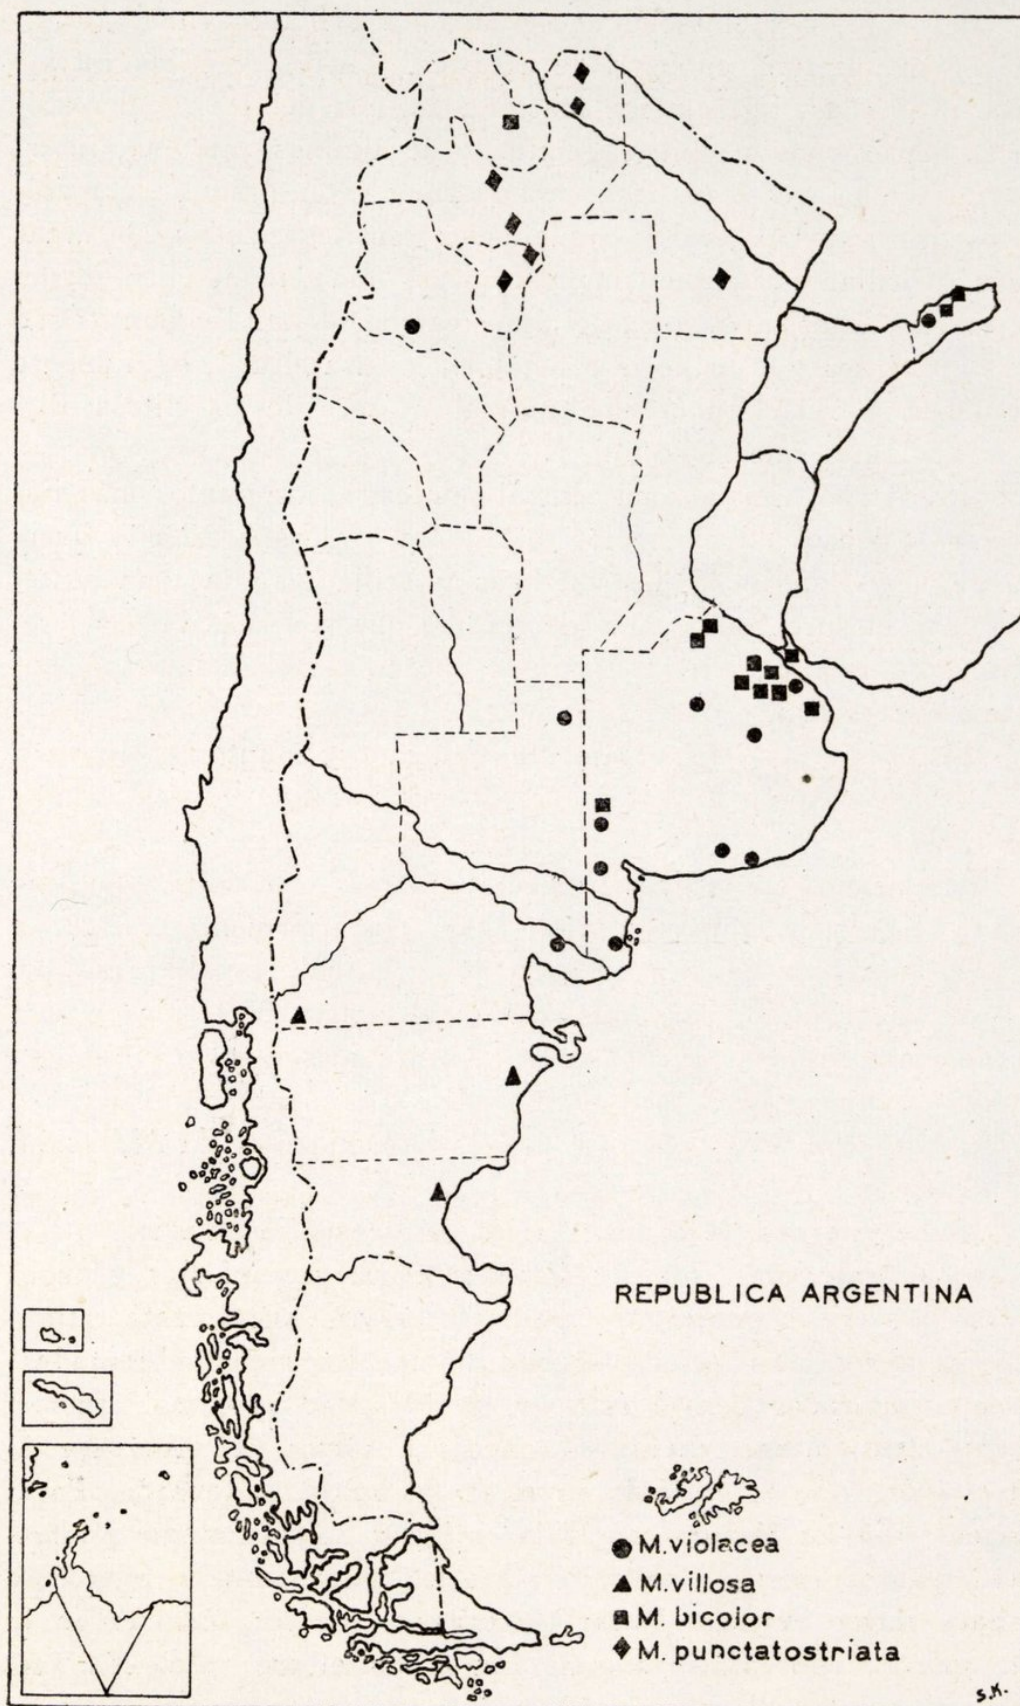 REPUBLICA ARGENTINA
M. violacea
M. villosa
M. bicolor
M. punctatostriata
S.K.